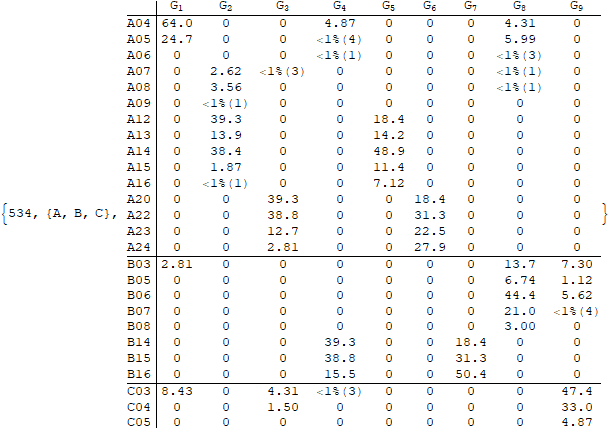 G1 G2 G3 G4 G5 G6 G7 G8 G9
A04 64.0 0 0 4.87 0 0 0 4.31 0
A05 24.7 0 0 <1%(4) 0 0 0 5.99 0
A06 0 0 0 <1%(1) 0 0 0 <1%(3) 0
A07 0 2.62 <1%(3) 0 0 0 0 <1%(1) 0
A08 0 3.56 0 0 0 0 0 <1%(1) 0
A09 0 <1%(1) 0 0 0 0 0 0 0
A12 0 39.3 0 0 18.4 0 0 0 0
A13 0 13.9 0 0 14.2 0 0 0 0
A14 0 38.4 0 0 48.9 0 0 0 0
A15 0 1.87 0 0 11.4 0 0 0 0
A16 0 <1%(1) 0 0 7.12 0 0 0 0
A20 0 0 39.3 0 0 18.4 0 0 0
{534, {A, B, C}, A22 0 0 38.8 0 0 31.3 0 0 0 }
A23 0 0 12.7 0 0 22.5 0 0 0
A24 0 0 2.81 0 0 27.9 0 0 0
B03 2.81 0 0 0 0 0 0 13.7 7.30
B05 0 0 0 0 0 0 0 6.74 1.12
B06 0 0 0 0 0 0 0 44.4 5.62
B07 0 0 0 0 0 0 0 21.0 <1%(4)
B08 0 0 0 0 0 0 0 3.00 0
B14 0 0 0 39.3 0 0 18.4 0 0
B15 0 0 0 38.8 0 0 31.3 0 0
B16 0 0 0 15.5 0 0 50.4 0 0
C03 8.43 0 4.31 <1%(3) 0 0 0 0 47.4
C04 0 0 1.50 0 0 0 0 0 33.0
C05 0 0 0 0 0 0 0 0 4.87